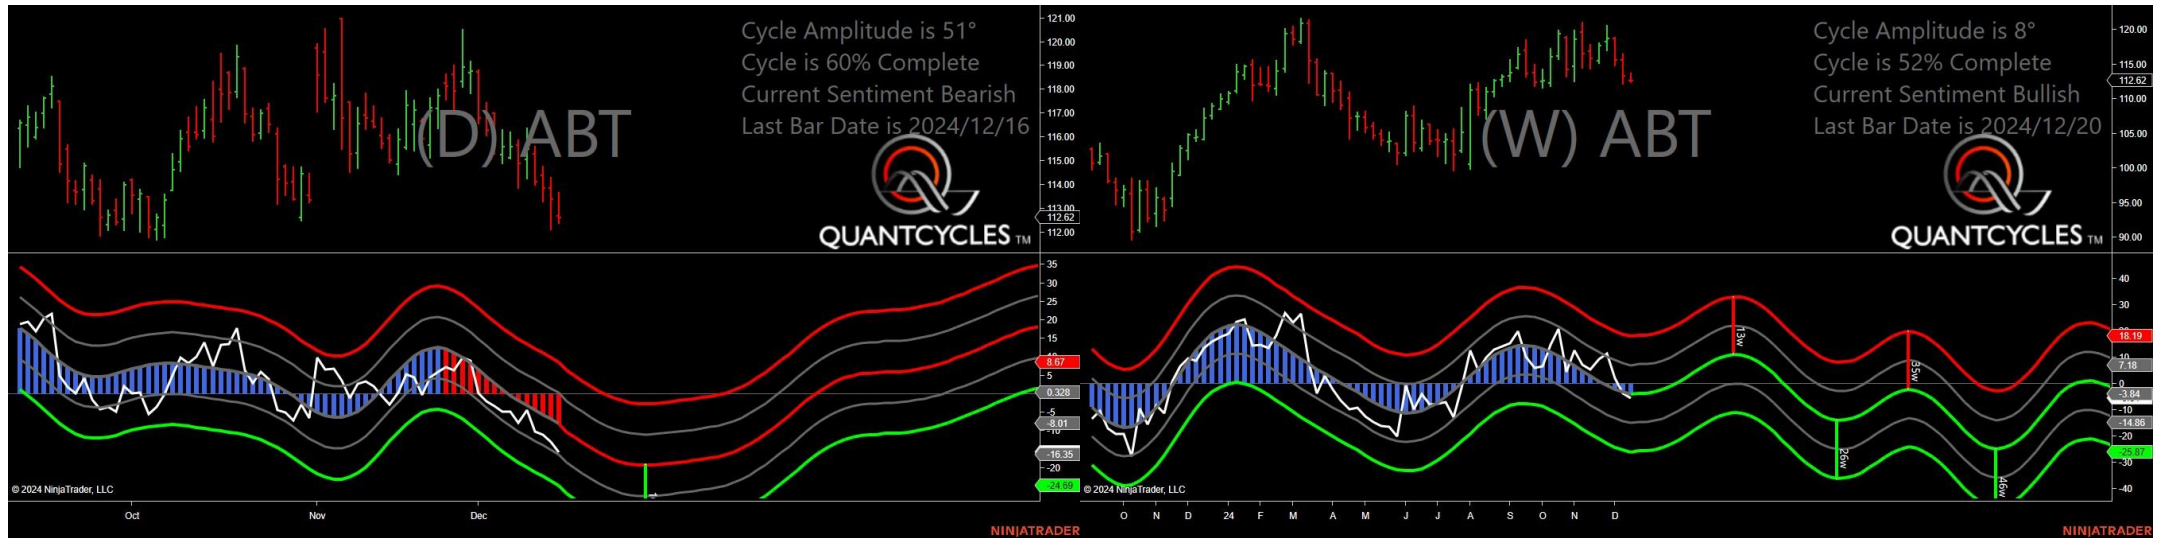 Cycle Amplitude is 51°
Cycle is 60% Complete
Current Sentiment Bearish
Last Bar Date is 2024/12/16
(D) ABT
QUANTCYCLES TM
121.00
120.00
119.00
118.00
117.00
116.00
115.00
114.00
113.00
112.62
112.00
35
30
25
20
15
10
8.67
5
0.328
-5
-8.01
-10
-16.35
-20
-24.69
© 2024 NinjaTrader, LLC
Oct Nov Dec
NINJATRADER
Cycle Amplitude is 8°
Cycle is 52% Complete
Current Sentiment Bullish
Last Bar Date is 2024/12/20
(W) ABT
QUANTCYCLES TM
120.00
115.00
112.62
110.00
105.00
100.00
95.00
90.00
40
30
18.19
10
7.18
0
-3.84
-10
-14.86
-20
-25.87
-30
-40
13w
26w
35w
46w
© 2024 NinjaTrader, LLC
O N D 24 F M A M J J A S O N D
NINJATRADER